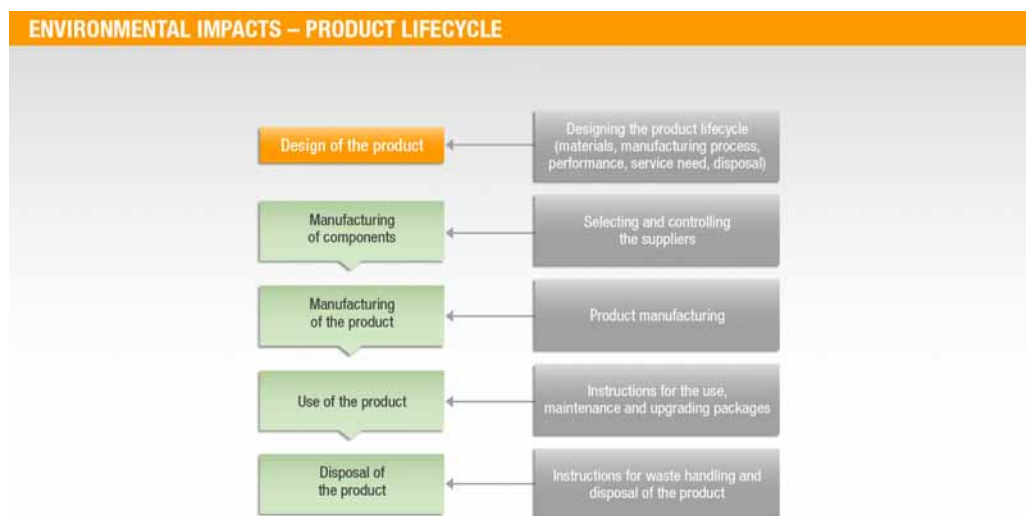 ENVIRONMENTAL IMPACTS – PRODUCT LIFECYCLE
Design of the product
Designing the product lifecycle
(materials, manufacturing process,
performance, service need, disposal)
Manufacturing
of components
Selecting and controlling
the suppliers
Manufacturing
of the product
Product manufacturing
Use of the product
Instructions for the use,
maintenance and upgrading packages
Disposal of
the product
Instructions for waste handling and
disposal of the product